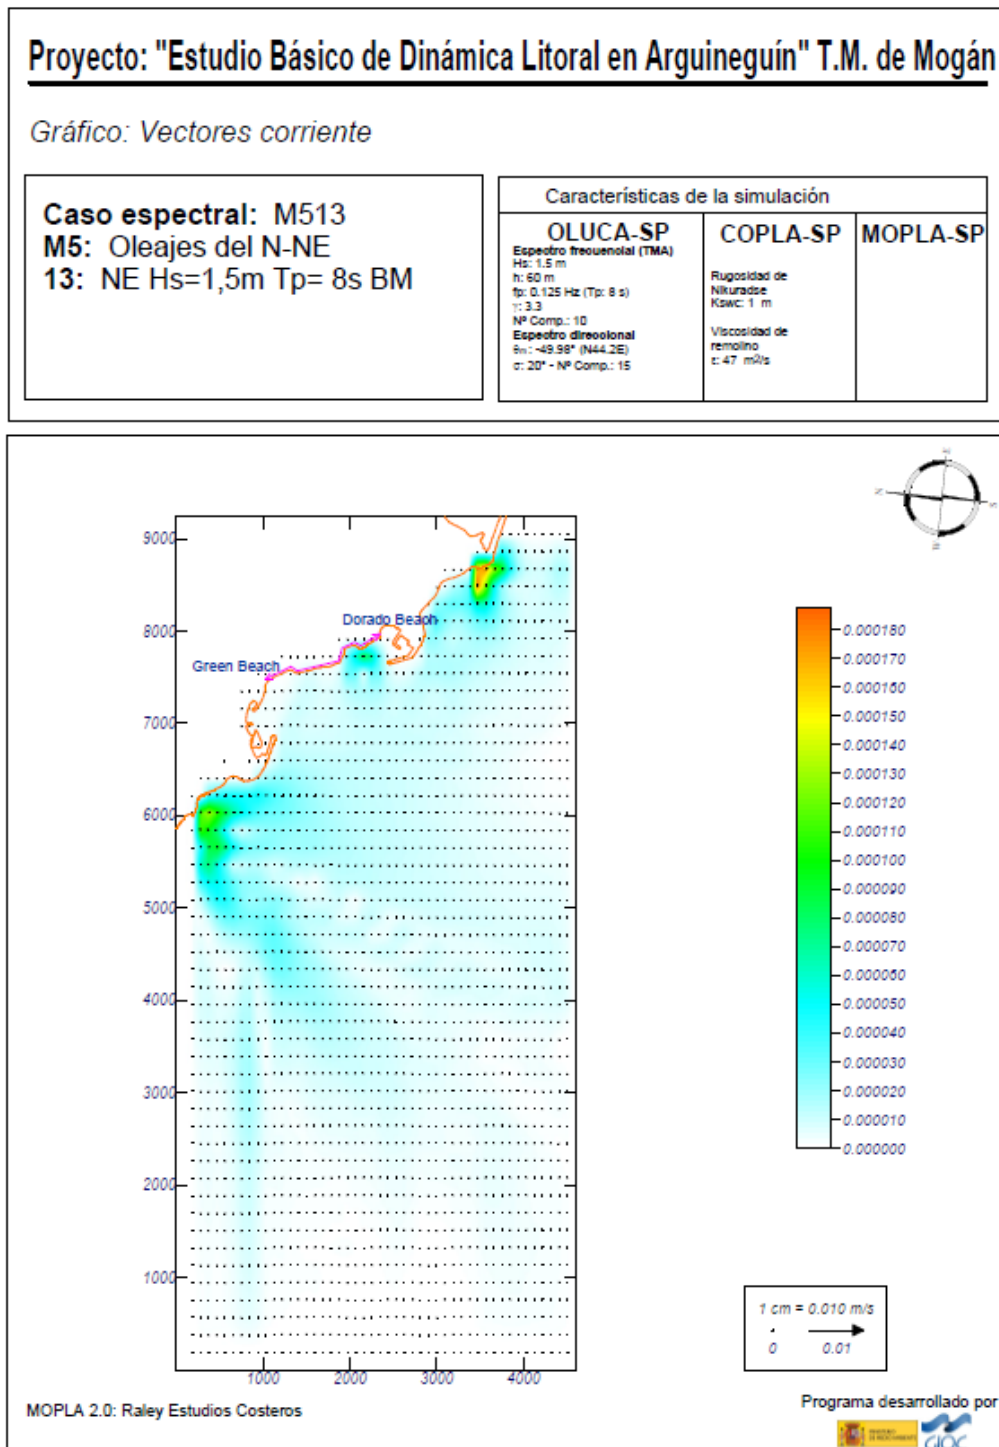 Proyecto: "Estudio Básico de Dinámica Litoral en Arguineguín" T.M. de Mogán
Gráfico: Vectores corriente
Caso espectral: M513
M5: Oleajes del N-NE
13: NE Hs=1,5m Tp= 8s BM
Características de la simulación
OLUCA-SP
Espectro frecuencial (TMA)
Hs: 1.5 m
h: 60 m
fp: 0.125 Hz (Tp: 8 s)
γ: 3.3
Nº Comp.: 10
Espectro direccional
θm: -49.98° (N44.2E)
σ: 20° - Nº Comp.: 15
COPLA-SP
Rugosidad de
Nikuradse
Kswc: 1 m
Viscosidad de
remolino
ε: 47 m2/s
MOPLA-SP
E
N
S
W
9000
8000
7000
6000
5000
4000
3000
2000
1000
Dorado Beach
Green Beach
1000
2000
3000
4000
0.000180
0.000170
0.000160
0.000150
0.000140
0.000130
0.000120
0.000110
0.000100
0.000090
0.000080
0.000070
0.000060
0.000050
0.000040
0.000030
0.000020
0.000010
0.000000
1 cm = 0.010 m/s
0
0.01
MOPLA 2.0: Raley Estudios Costeros
Programa desarrollado por